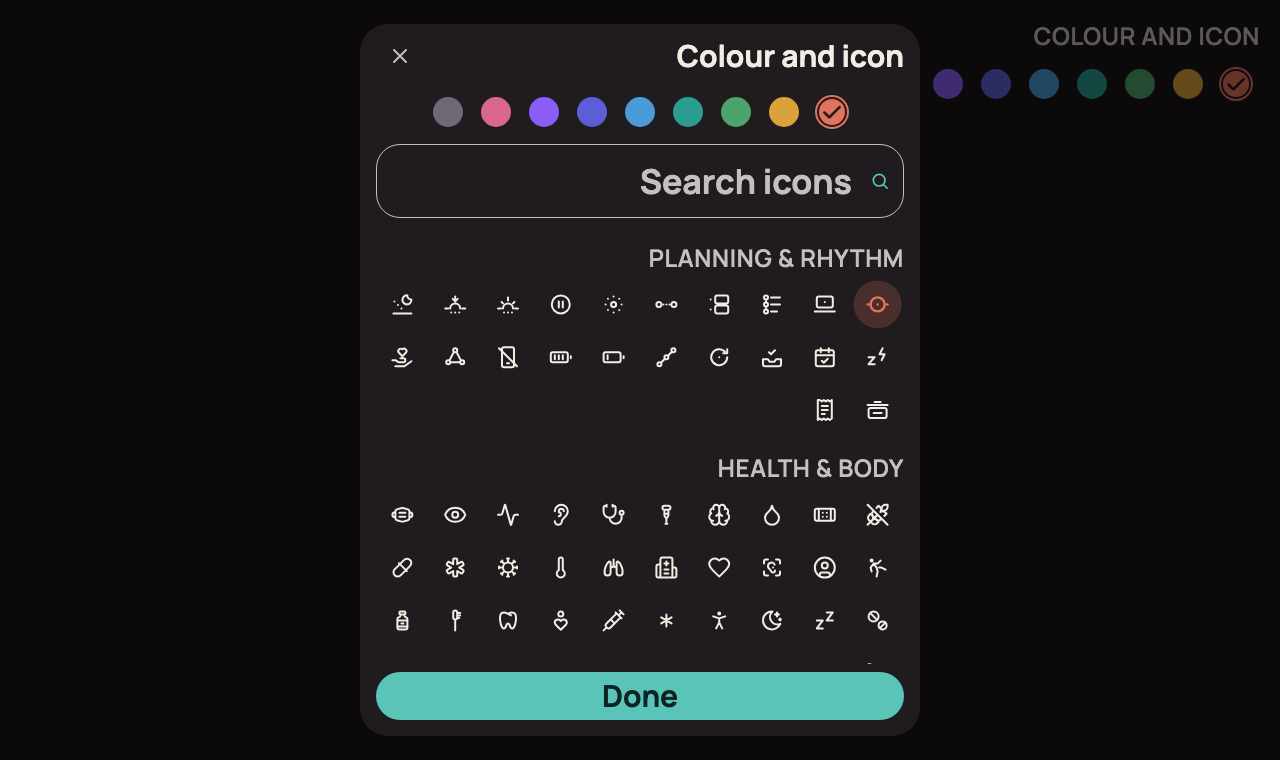 COLOUR AND ICON
Colour and icon
Search icons
PLANNING & RHYTHM
HEALTH & BODY
Done